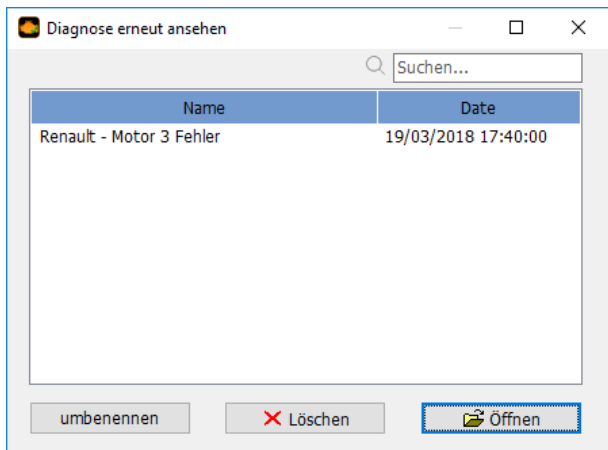 Diagnose erneut ansehen
Suchen...
Name Date
Renault - Motor 3 Fehler 19/03/2018 17:40:00
umbenennen Löschen Öffnen